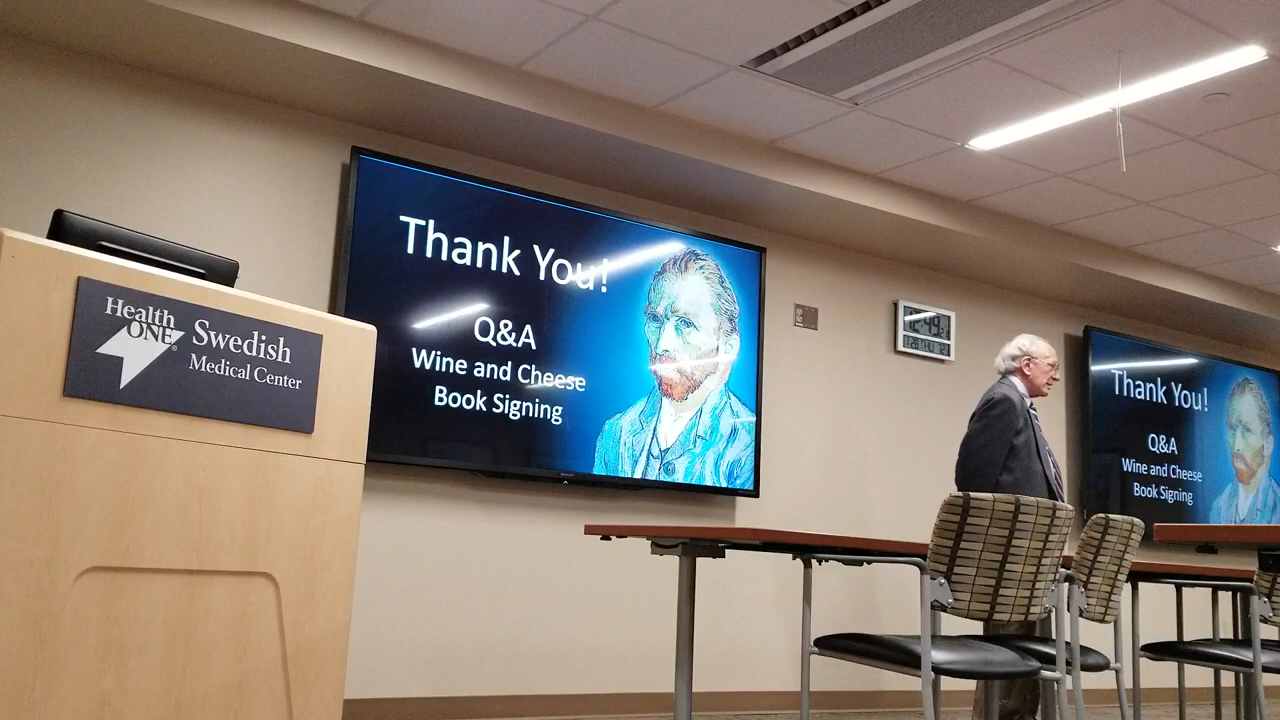 Health
ONE®
Swedish
Medical Center
Thank You!
Q&A
Wine and Cheese
Book Signing
Thank You!
Q&A
Wine and Cheese
Book Signing